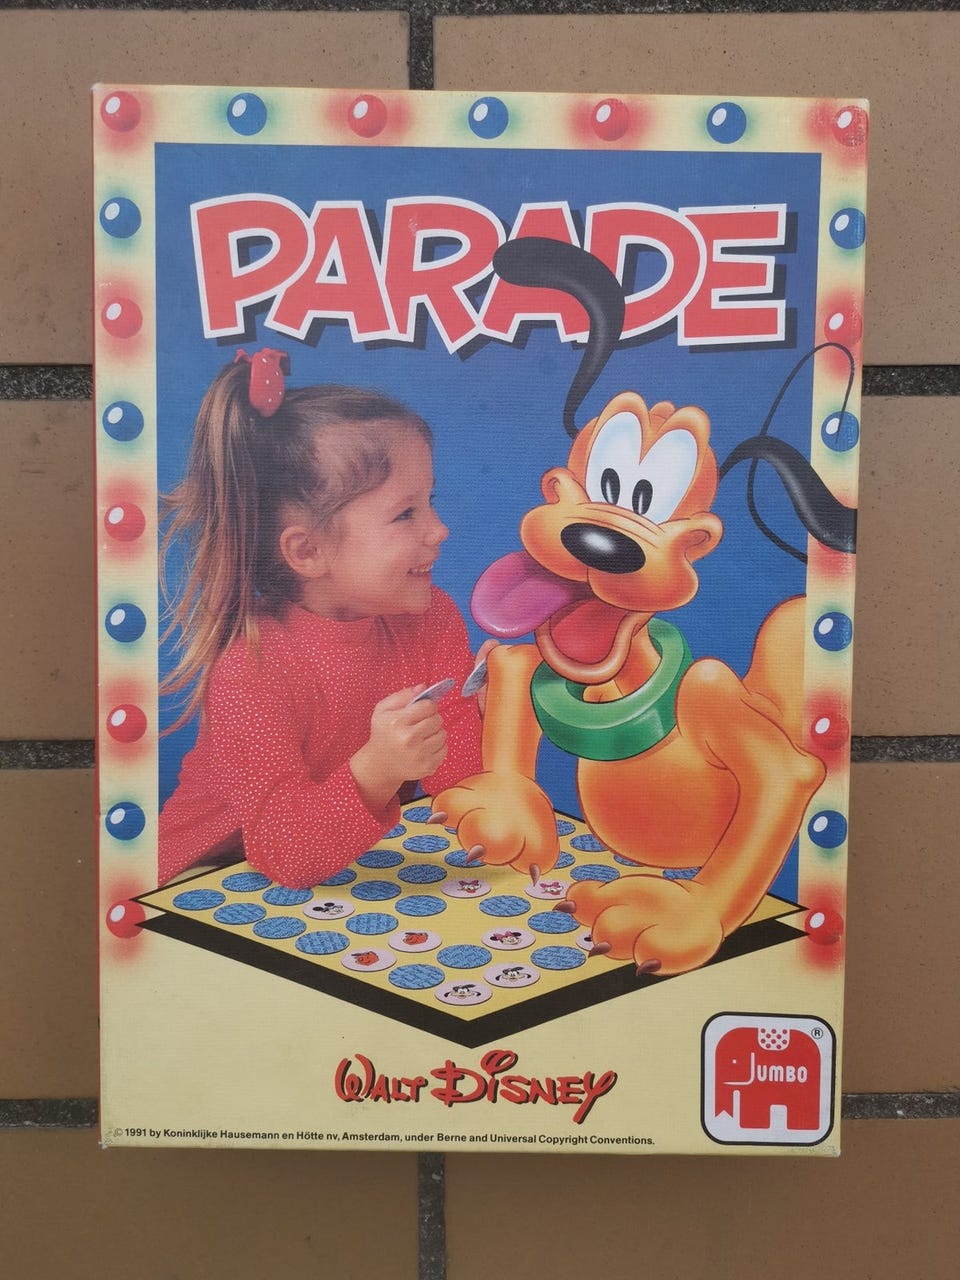 PARADE
WALT DISNEY
JUMBO ®
© 1991 by Koninklijke Hausemann en Hötte nv, Amsterdam, under Berne and Universal Copyright Conventions.